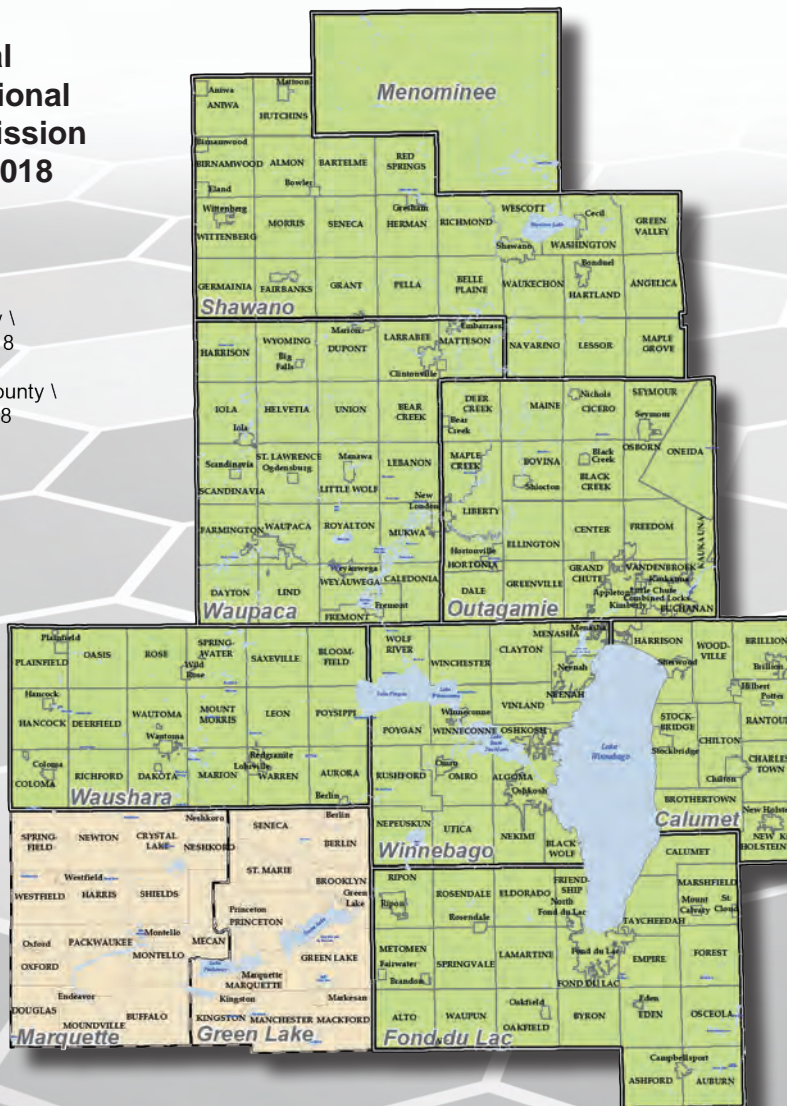 al
ional
ission
018
y \
8
ounty \
8
Menominee
Aniwa
ANIWA
Mattoon
HUTCHINS
Birnamwood
BIRNAMWOOD
ALMON
BARTELME
RED
SPRINGS
Eland
Bowler
Wittenberg
WITTENBERG
MORRIS
SENECA
Gresham
HERMAN
RICHMOND
WESCOTT
Cecil
WASHINGTON
GREEN
VALLEY
Shawano
GERMAINIA
FAIRBANKS
GRANT
PELLA
BELLE
PLAINE
WAUKECHON
Bonduel
HARTLAND
ANGELICA
Shawano
NAVARINO
LESSOR
MAPLE
GROVE
HARRISON
WYOMING
Big
Falls
Marion
DUPONT
LARRABEE
Clintonville
Embarrass
MATTESON
IOLA
Iola
HELVETIA
UNION
BEAR
CREEK
Scandinavia
SCANDINAVIA
ST. LAWRENCE
Ogdensburg
Manawa
LITTLE WOLF
LEBANON
New
London
FARMINGTON
WAUPACA
ROYALTON
MUKWA
DAYTON
LIND
Weyauwega
WEYAUWEGA
CALEDONIA
Fremont
FREMONT
Waupaca
DEER
CREEK
Bear
Creek
MAINE
Nichols
CICERO
SEYMOUR
Seymour
OSBORN
ONEIDA
MAPLE
CREEK
BOVINA
Shiocton
Black
Creek
BLACK
CREEK
LIBERTY
Hortonville
HORTONIA
ELLINGTON
CENTER
FREEDOM
KAUKAUNA
DALE
GREENVILLE
GRAND
CHUTE
VANDENBROEK
Kaukauna
Appleton
Little Chute
Combined Locks
Kimberly
BUCHANAN
Outagamie
Plainfield
PLAINFIELD
OASIS
ROSE
SPRING-
WATER
Wild
Rose
SAXEVILLE
BLOOM-
FIELD
Hancock
HANCOCK
DEERFIELD
WAUTOMA
Wautoma
MOUNT
MORRIS
LEON
POYSIPPI
Coloma
COLOMA
RICHFORD
DAKOTA
MARION
Redgranite
Lohrville
WARREN
AURORA
Berlin
Waushara
WOLF
RIVER
WINCHESTER
CLAYTON
Menasha
MENASHA
Neenah
NEENAH
VINLAND
Winneconne
POYGAN
WINNECONNE
OSHKOSH
Lake
Winnebago
RUSHFORD
Omro
OMRO
ALGOMA
Oshkosh
NEPEUSKUN
UTICA
NEKIMI
BLACK
WOLF
Winnebago
HARRISON
Sherwood
WOOD-
VILLE
BRILLION
Brillion
Hilbert
Potter
RANTOUL
STOCK-
BRIDGE
Stockbridge
CHILTON
Chilton
CHARLES
TOWN
BROTHERTOWN
New Holstein
NEW
HOLSTEIN
Calumet
SPRING-
FIELD
NEWTON
CRYSTAL
LAKE
Neshkoro
NESHKORO
Westfield
WESTFIELD
HARRIS
SHIELDS
Oxford
OXFORD
PACKWAUKEE
Montello
MONTELLO
MECAN
Endeavor
DOUGLAS
MOUNDVILLE
BUFFALO
Marquette
SENECA
Berlin
BERLIN
ST. MARIE
BROOKLYN
Green
Lake
Princeton
PRINCETON
GREEN LAKE
Marquette
MARQUETTE
Kingston
KINGSTON
MANCHESTER
Markesan
MACKFORD
Green Lake
RIPON
Ripon
ROSENDALE
Rosendale
ELDORADO
FRIEND-
SHIP
North
Fond du Lac
CALUMET
MARSHFIELD
Mount
Calvary
St.
Cloud
TAYCHEEDAH
METOMEN
Fairwater
Brandon
SPRINGVALE
LAMARTINE
Fond du Lac
FOND DU LAC
EMPIRE
FOREST
ALTO
WAUPUN
Oakfield
OAKFIELD
BYRON
Eden
EDEN
OSCEOLA
Fond du Lac
Campbellsport
ASHFORD
AUBURN